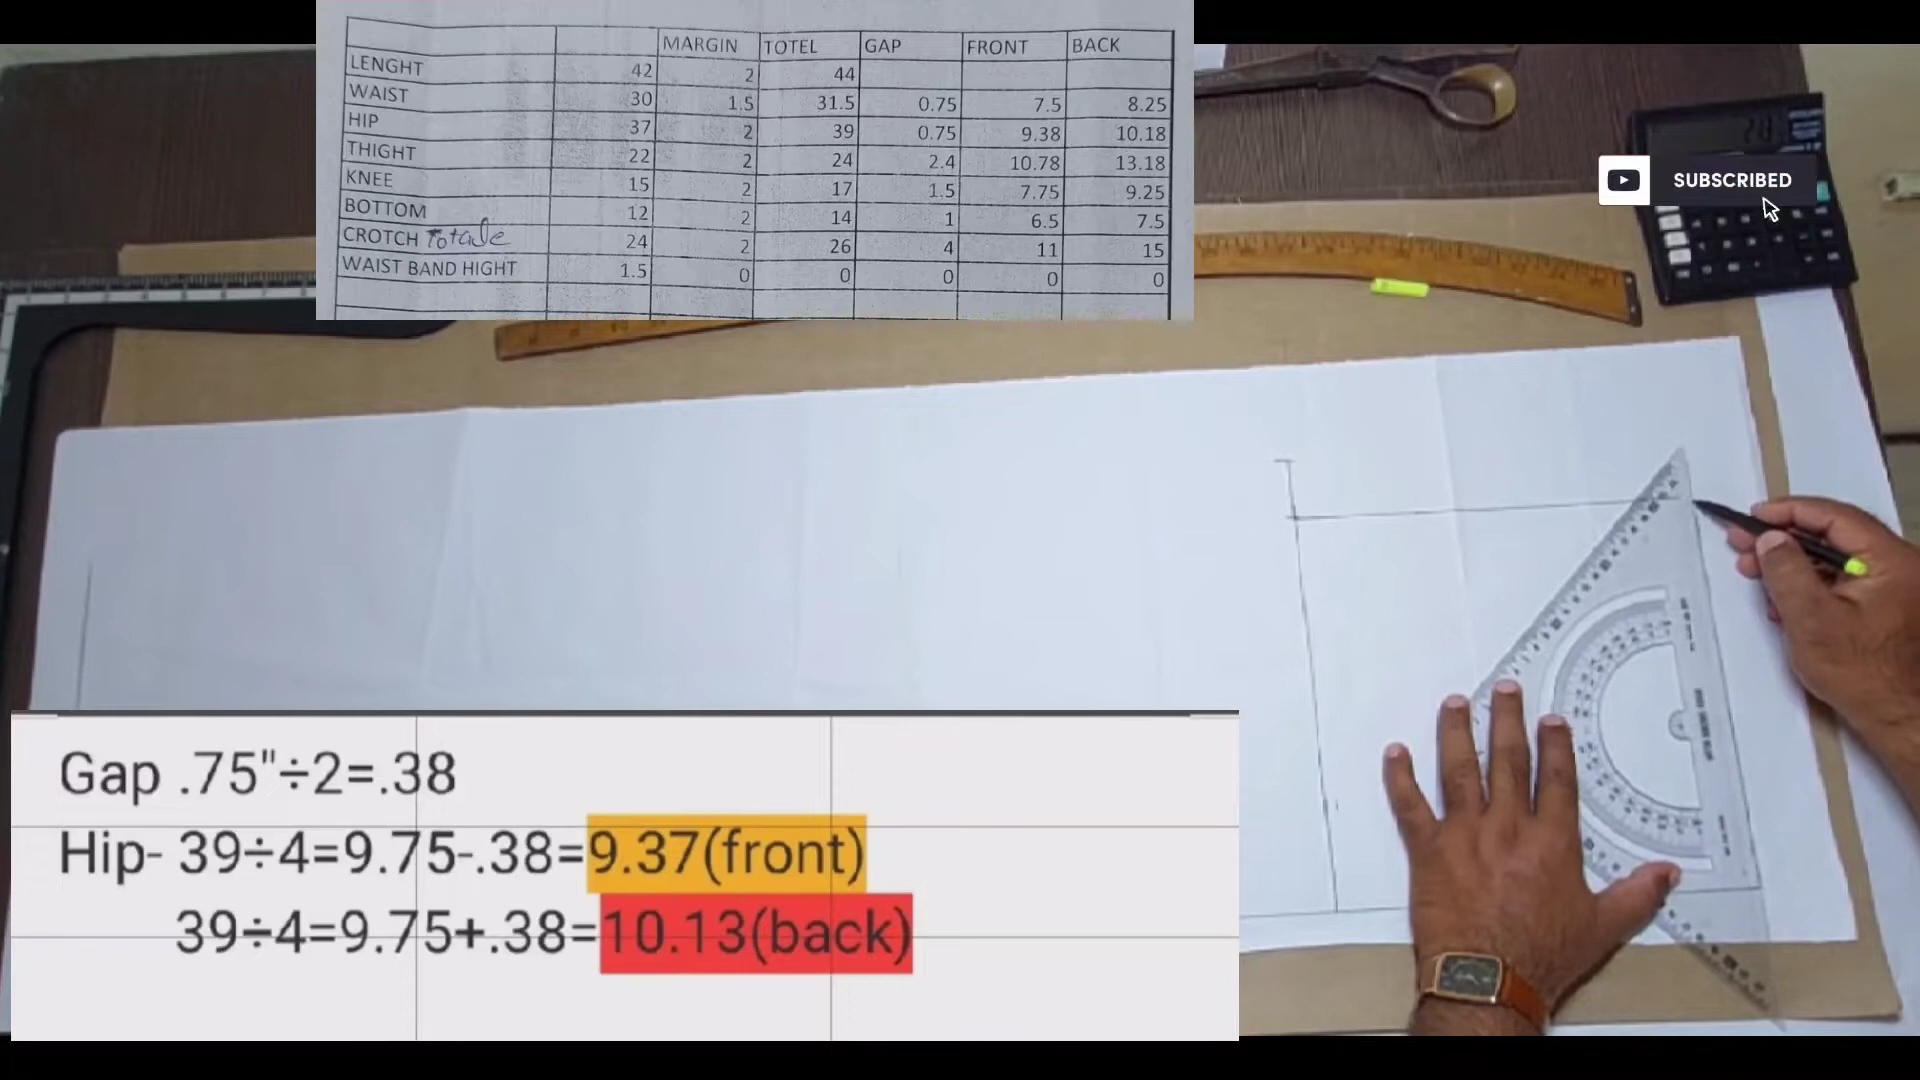 MARGIN TOTEL GAP FRONT BACK
LENGHT 42 2 44
WAIST 30 1.5 31.5 0.75 7.5 8.25
HIP 37 2 39 0.75 9.38 10.18
THIGHT 22 2 24 2.4 10.78 13.18
KNEE 15 2 17 1.5 7.75 9.25
BOTTOM 12 2 14 1 6.5 7.5
CROTCH Totale 24 2 26 4 11 15
WAIST BAND HIGHT 1.5 0 0 0 0 0
SUBSCRIBED
Gap .75"÷2=.38
Hip- 39÷4=9.75-.38=9.37(front)
39÷4=9.75+.38=10.13(back)